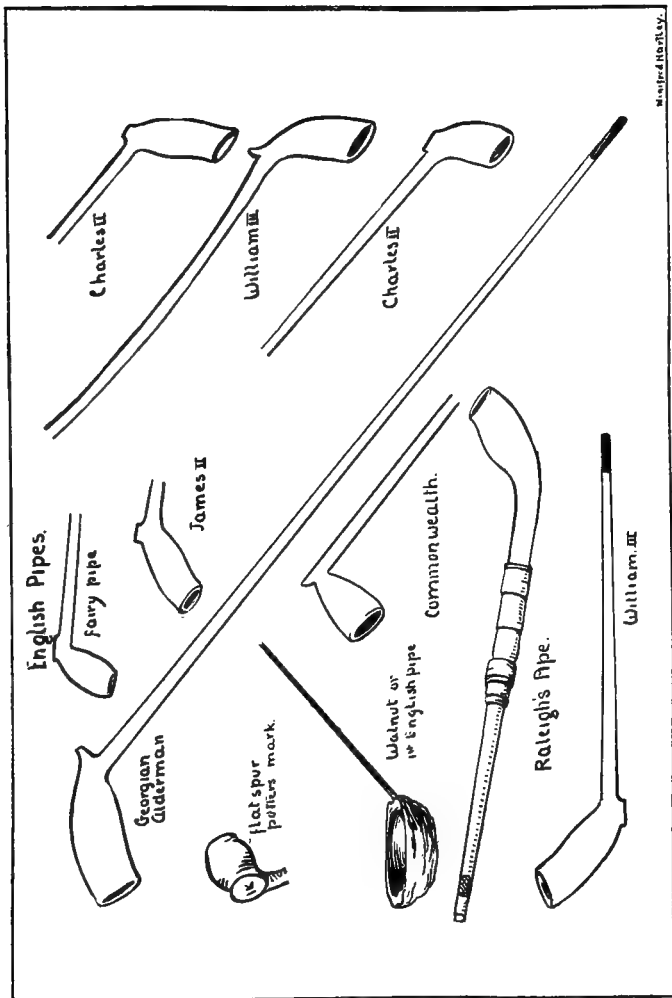 English Pipes.
fairy pipe
Charles II
Georgian
Alderman
James II
William III
IK
flat spur
potters mark.
Charles II
Walnut or
1st English pipe
Commonwealth.
Raleigh's Pipe.
William. III
Winifred Hartley.